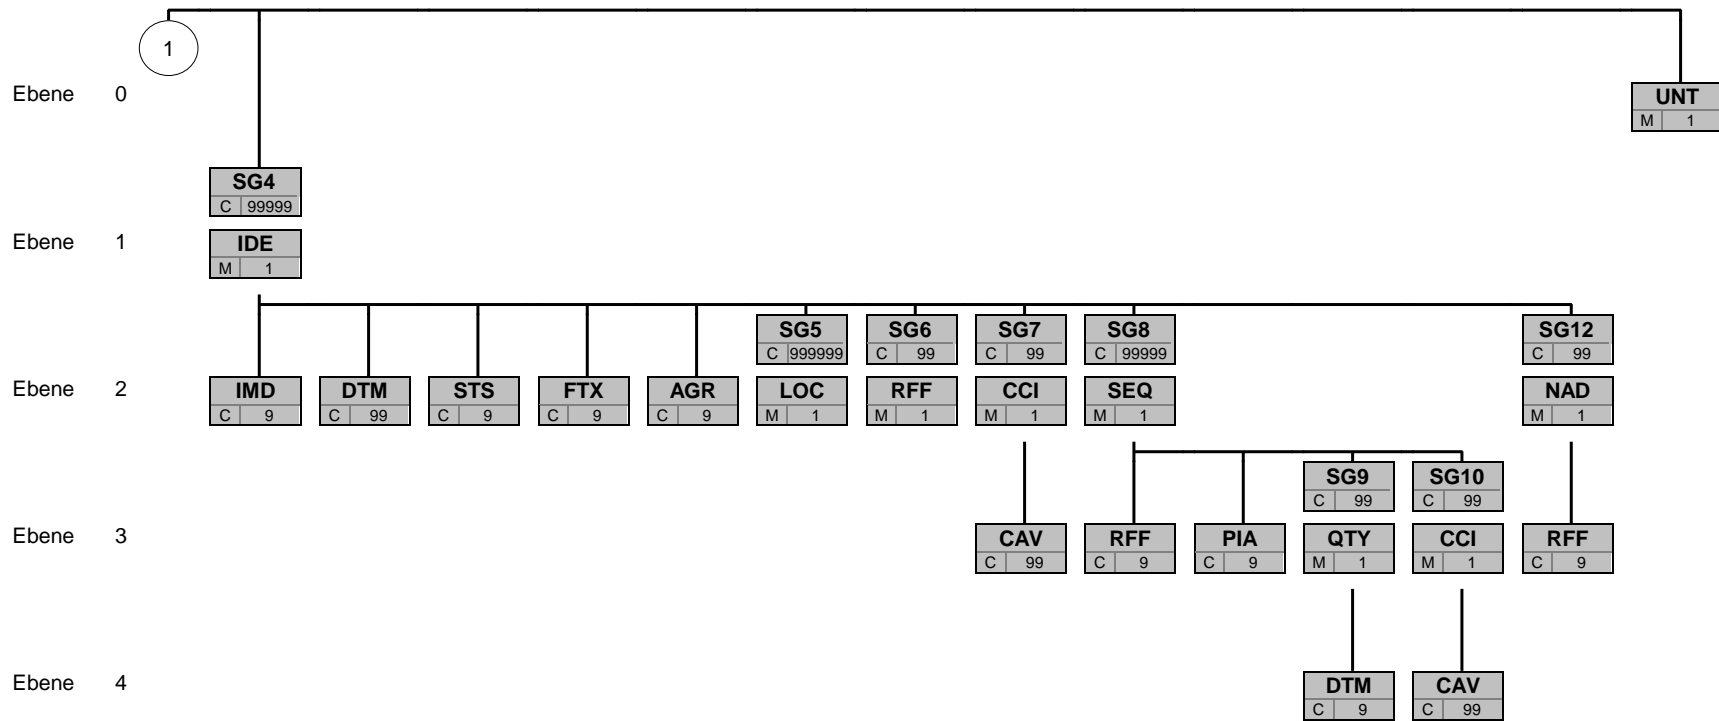 1
Ebene 0
UNT
M 1
SG4
C 99999
Ebene 1
IDE
M 1
SG5 SG6 SG7 SG8 SG12
C 999999 C 99 C 99 C 99999 C 99
Ebene 2
IMD DTM STS FTX AGR LOC RFF CCI SEQ NAD
C 9 C 99 C 9 C 9 C 9 M 1 M 1 M 1 M 1 M 1
SG9 SG10
C 99 C 99
Ebene 3
CAV RFF PIA QTY CCI RFF
C 99 C 9 C 9 M 1 M 1 C 9
Ebene 4
DTM CAV
C 9 C 99